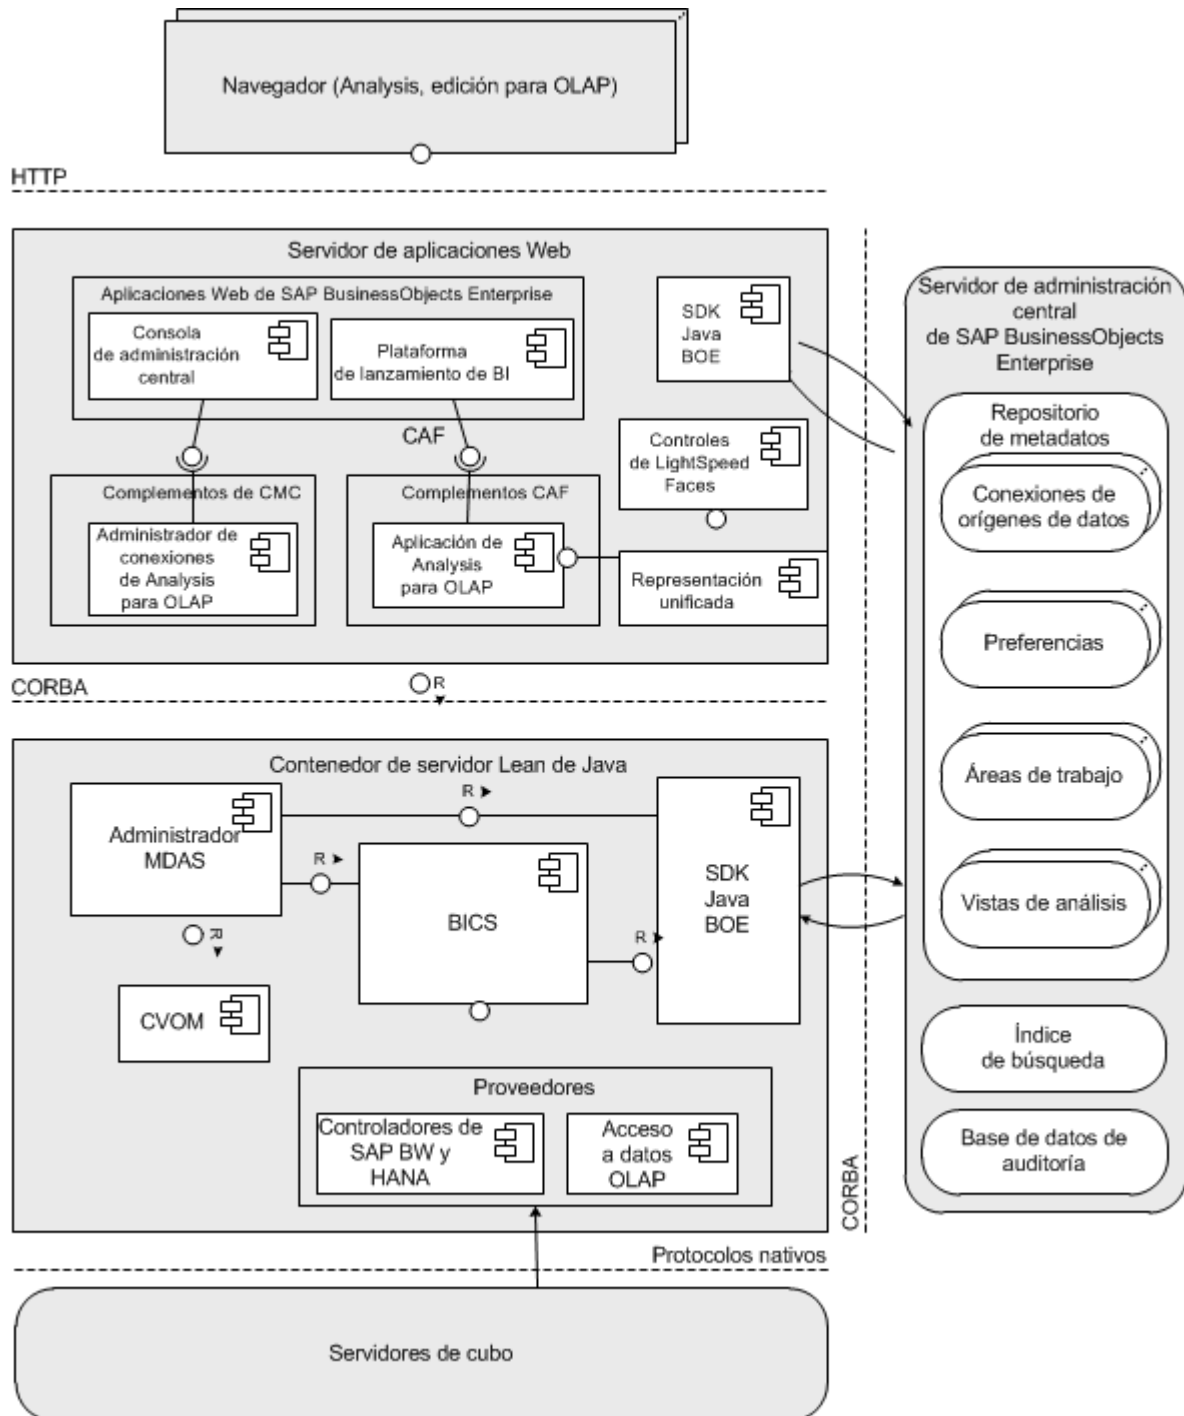 Navegador (Analysis, edición para OLAP)
HTTP
Servidor de aplicaciones Web
Aplicaciones Web de SAP BusinessObjects Enterprise
Consola
de administración
central
Plataforma
de lanzamiento de BI
SDK
Java
BOE
CAF
Controles
de LightSpeed
Faces
Complementos de CMC
Administrador de
conexiones
de Analysis
para OLAP
Complementos CAF
Aplicación de
Analysis
para OLAP
Representación
unificada
CORBA
R
Contenedor de servidor Lean de Java
R
Administrador
MDAS
R
BICS
SDK
Java
BOE
R
R
CVOM
Proveedores
Controladores de
SAP BW y
HANA
Acceso
a datos
OLAP
CORBA
Protocolos nativos
Servidores de cubo
Servidor de administración
central
de SAP BusinessObjects
Enterprise
Repositorio
de metadatos
Conexiones de
orígenes de datos
Preferencias
Áreas de trabajo
Vistas de análisis
Índice
de búsqueda
Base de datos de
auditoría